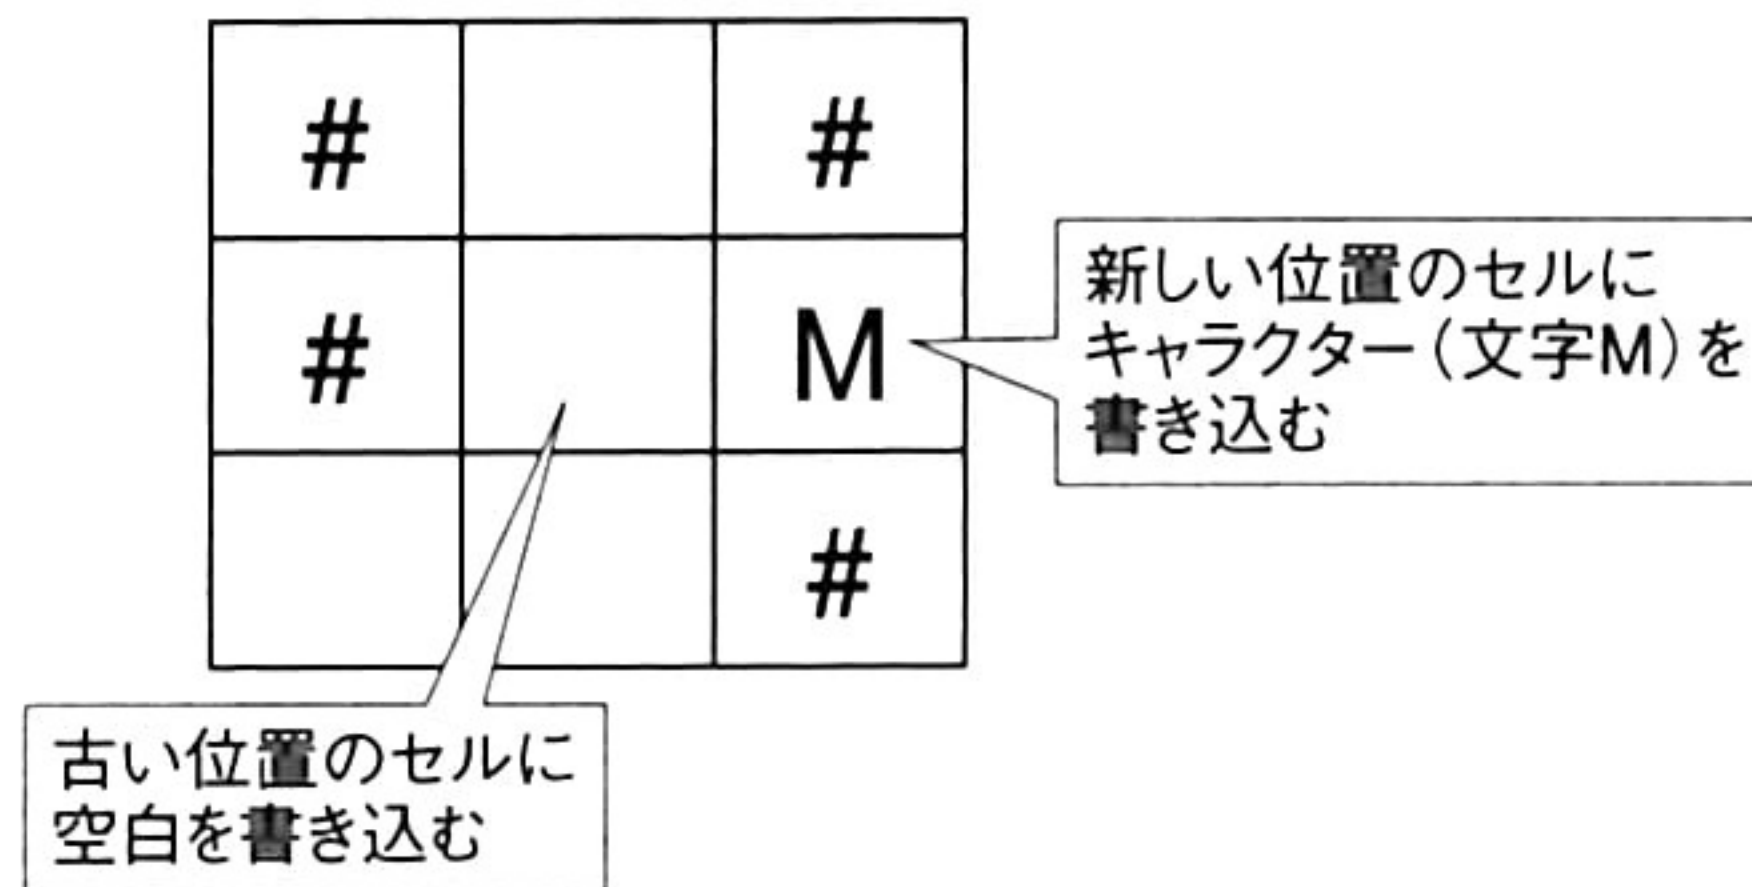 # #
# M
#
新しい位置のセルに
キャラクター(文字M)を
書き込む
古い位置のセルに
空白を書き込む